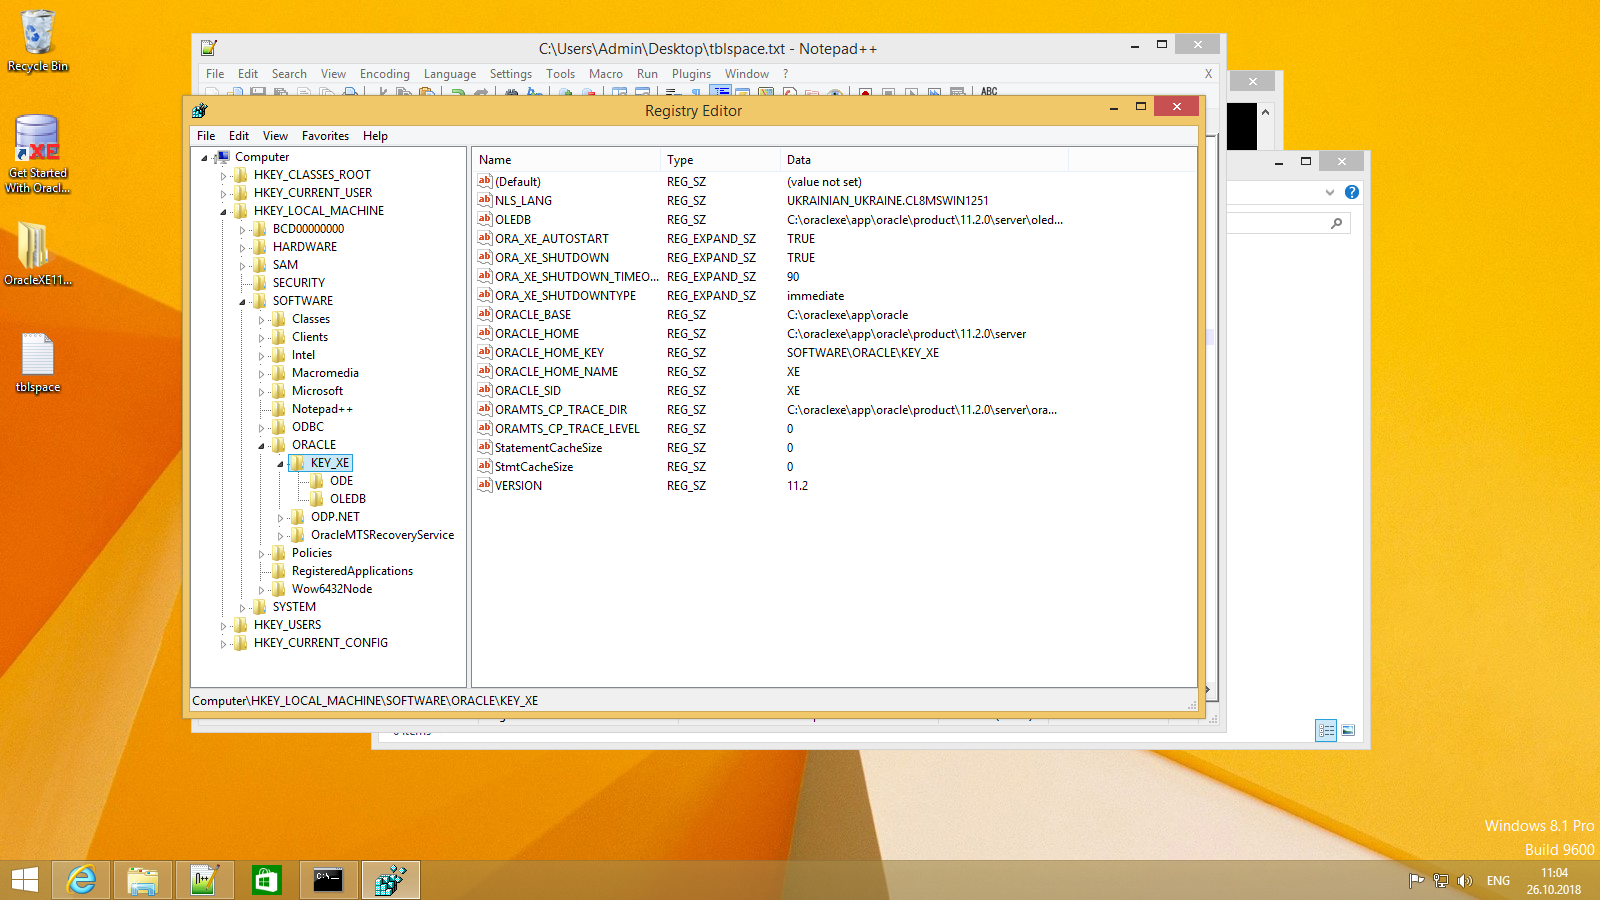 Recycle Bin
Get Started
With Oracl...
OracleXE11...
tblspace
C:\Users\Admin\Desktop\tblspace.txt - Notepad++
File Edit Search View Encoding Language Settings Tools Macro Run Plugins Window ? X
ABC
Registry Editor
File Edit View Favorites Help
Computer
HKEY_CLASSES_ROOT
HKEY_CURRENT_USER
HKEY_LOCAL_MACHINE
BCD00000000
HARDWARE
SAM
SECURITY
SOFTWARE
Classes
Clients
Intel
Macromedia
Microsoft
Notepad++
ODBC
ORACLE
KEY_XE
ODE
OLEDB
ODP.NET
OracleMTSRecoveryService
Policies
RegisteredApplications
Wow6432Node
SYSTEM
HKEY_USERS
HKEY_CURRENT_CONFIG
Name Type Data
(Default) REG_SZ (value not set)
NLS_LANG REG_SZ UKRAINIAN_UKRAINE.CL8MSWIN1251
OLEDB REG_SZ C:\oraclexe\app\oracle\product\11.2.0\server\oled...
ORA_XE_AUTOSTART REG_EXPAND_SZ TRUE
ORA_XE_SHUTDOWN REG_EXPAND_SZ TRUE
ORA_XE_SHUTDOWN_TIMEO... REG_EXPAND_SZ 90
ORA_XE_SHUTDOWNTYPE REG_EXPAND_SZ immediate
ORACLE_BASE REG_SZ C:\oraclexe\app\oracle
ORACLE_HOME REG_SZ C:\oraclexe\app\oracle\product\11.2.0\server
ORACLE_HOME_KEY REG_SZ SOFTWARE\ORACLE\KEY_XE
ORACLE_HOME_NAME REG_SZ XE
ORACLE_SID REG_SZ XE
ORAMTS_CP_TRACE_DIR REG_SZ C:\oraclexe\app\oracle\product\11.2.0\server\ora...
ORAMTS_CP_TRACE_LEVEL REG_SZ 0
StatementCacheSize REG_SZ 0
StmtCacheSize REG_SZ 0
VERSION REG_SZ 11.2
Computer\HKEY_LOCAL_MACHINE\SOFTWARE\ORACLE\KEY_XE
Windows 8.1 Pro
Build 9600
ENG
11:04
26.10.2018